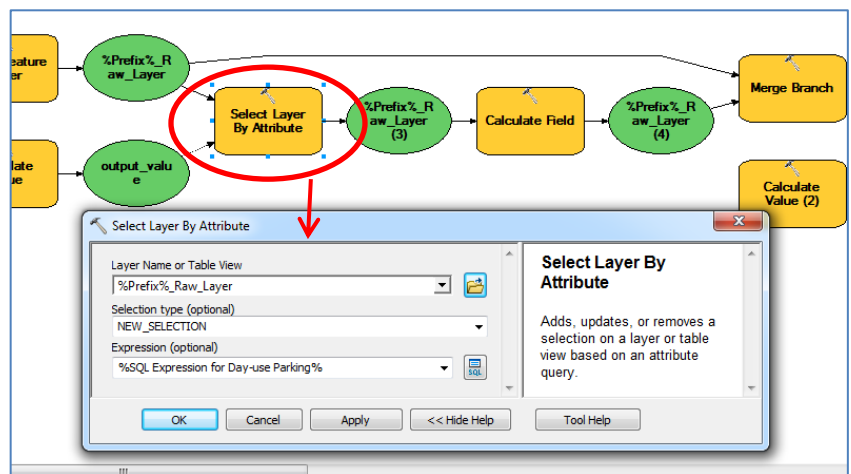 eature
er
%Prefix%_R
aw_Layer
Select Layer
By Attribute
%Prefix%_R
aw_Layer
(3)
Calculate Field
%Prefix%_R
aw_Layer
(4)
Merge Branch
late
ue
output_valu
e
Calculate
Value (2)
Select Layer By Attribute
Layer Name or Table View
%Prefix%_Raw_Layer
Selection type (optional)
NEW_SELECTION
Expression (optional)
%SQL Expression for Day-use Parking%
SQL
Select Layer By
Attribute
Adds, updates, or removes a
selection on a layer or table
view based on an attribute
query.
OK
Cancel
Apply
<< Hide Help
Tool Help